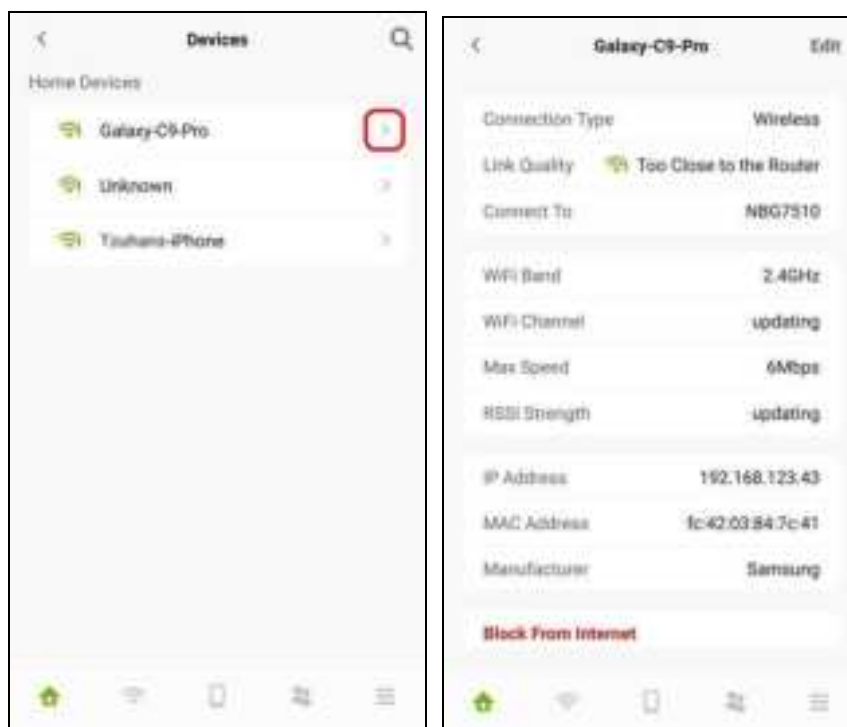 Devices
Home Devices
Galaxy-C9-Pro
Unknown
Tzuhans-iPhone
Galaxy-C9-Pro Edit
Connection Type Wireless
Link Quality Too Close to the Router
Connect To NBG7510
WiFi Band 2.4GHz
WiFi Channel updating
Max Speed 6Mbps
RSSI Strength updating
IP Address 192.168.123.43
MAC Address fc:42:03:84:7c:41
Manufacturer Samsung
Block From Internet